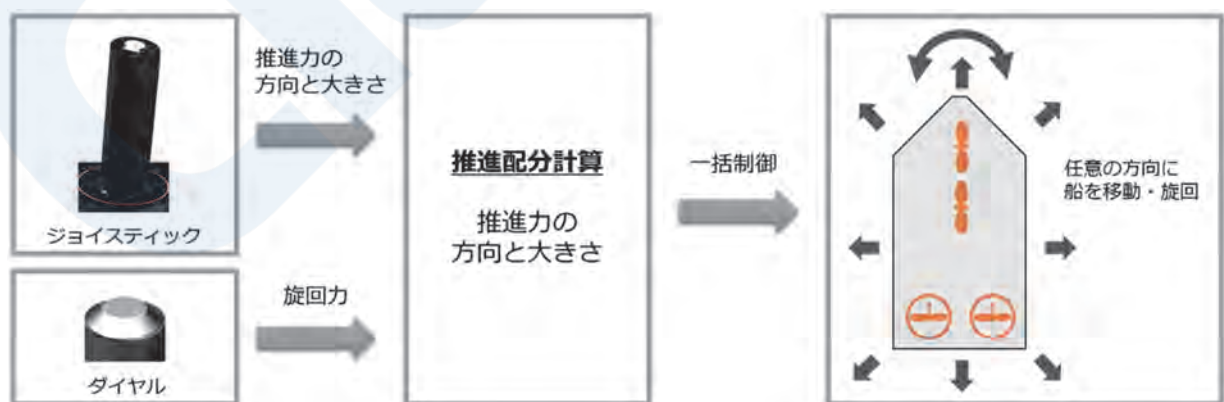 ジョイスティック
推進力の
方向と大きさ
ダイヤル
旋回力
推進配分計算
推進力の
方向と大きさ
一括制御
任意の方向に
船を移動・旋回